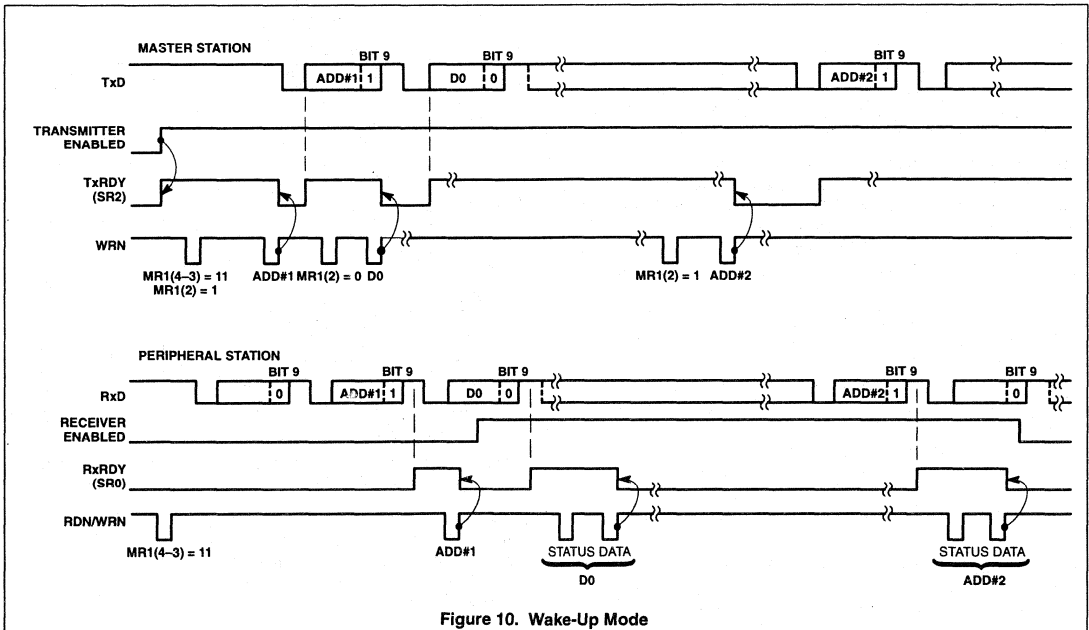 MASTER STATION
BIT 9 BIT 9 BIT 9
TxD ADD#1 1 D0 0 ADD#2 1
TRANSMITTER
ENABLED
TxRDY
(SR2)
WRN
MR1(4–3) = 11 ADD#1 MR1(2) = 0 D0 MR1(2) = 1 ADD#2
MR1(2) = 1
PERIPHERAL STATION
BIT 9 BIT 9 BIT 9 BIT 9 BIT 9
RxD 0 ADD#1 1 D0 0 ADD#2 1 0
RECEIVER
ENABLED
RxRDY
(SR0)
RDN/WRN
MR1(4–3) = 11 ADD#1 STATUS DATA STATUS DATA
D0 ADD#2
Figure 10. Wake-Up Mode